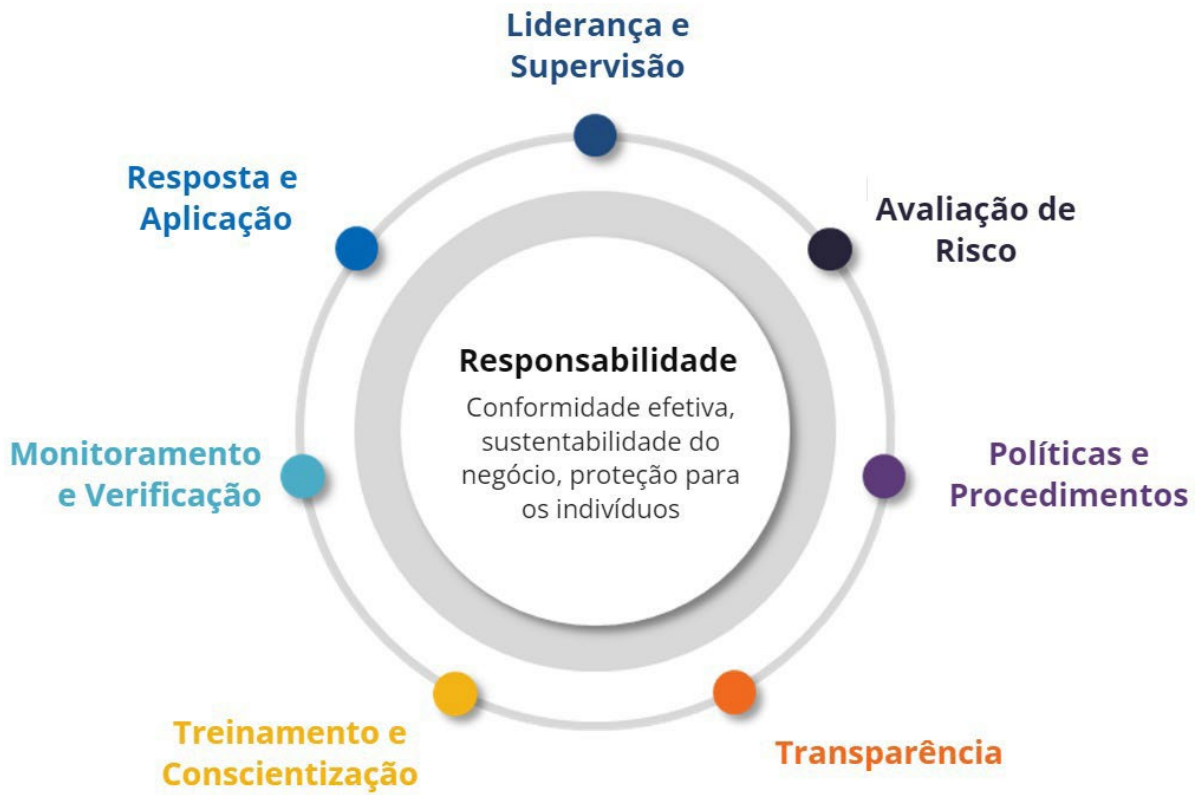 Liderança e
Supervisão
Avaliação de
Risco
Políticas e
Procedimentos
Transparência
Treinamento e
Conscientização
Monitoramento
e Verificação
Resposta e
Aplicação
Responsabilidade
Conformidade efetiva,
sustentabilidade do
negócio, proteção para
os indivíduos